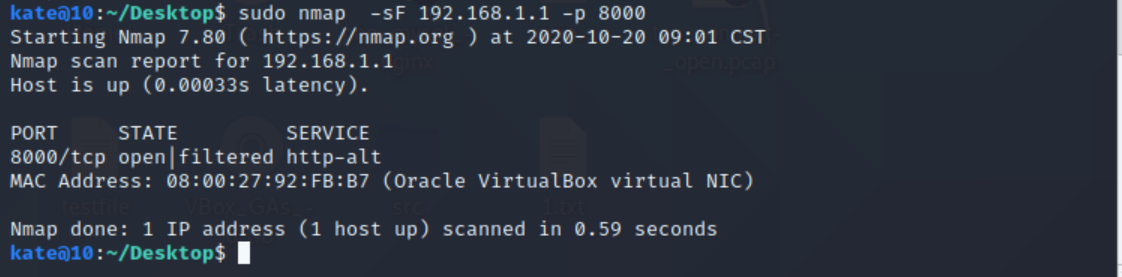 kate@10:~/Desktop$ sudo nmap  -sF 192.168.1.1 -p 8000
Starting Nmap 7.80 ( https://nmap.org ) at 2020-10-20 09:01 CST
Nmap scan report for 192.168.1.1
Host is up (0.00033s latency).
PORT     STATE         SERVICE
8000/tcp open|filtered http-alt
MAC Address: 08:00:27:92:FB:B7 (Oracle VirtualBox virtual NIC)
Nmap done: 1 IP address (1 host up) scanned in 0.59 seconds
kate@10:~/Desktop$